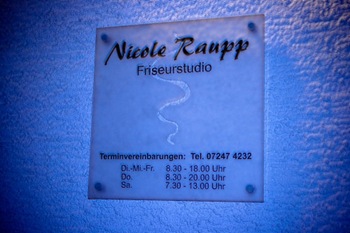 Nicole Raupp
Friseurstudio
Terminvereinbarungen: Tel. 07247 4232
Di.-Mi.-Fr. 8.30 - 18.00 Uhr
Do. 8.30 - 20.00 Uhr
Sa. 7.30 - 13.00 Uhr